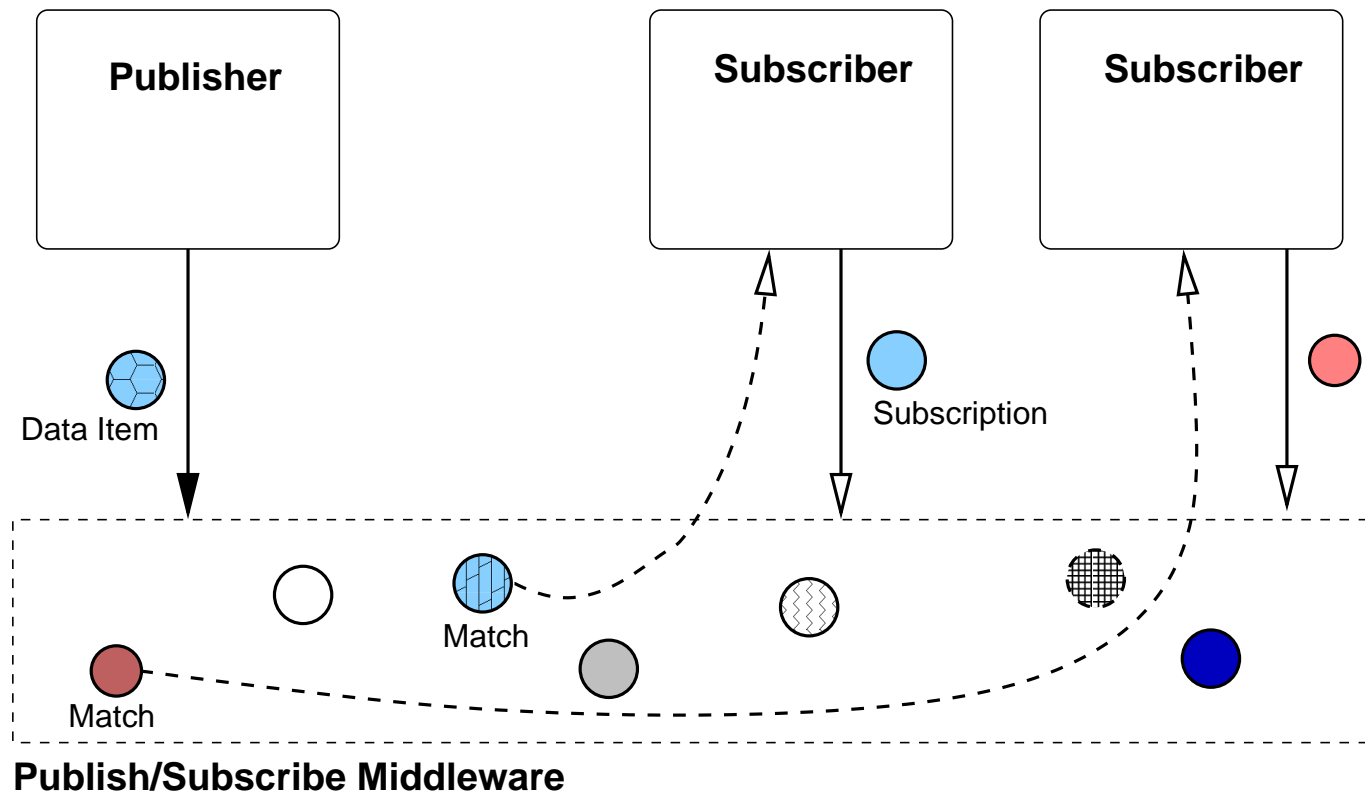 Publisher
Subscriber
Subscriber
Data Item
Subscription
Match
Match
Publish/Subscribe Middleware